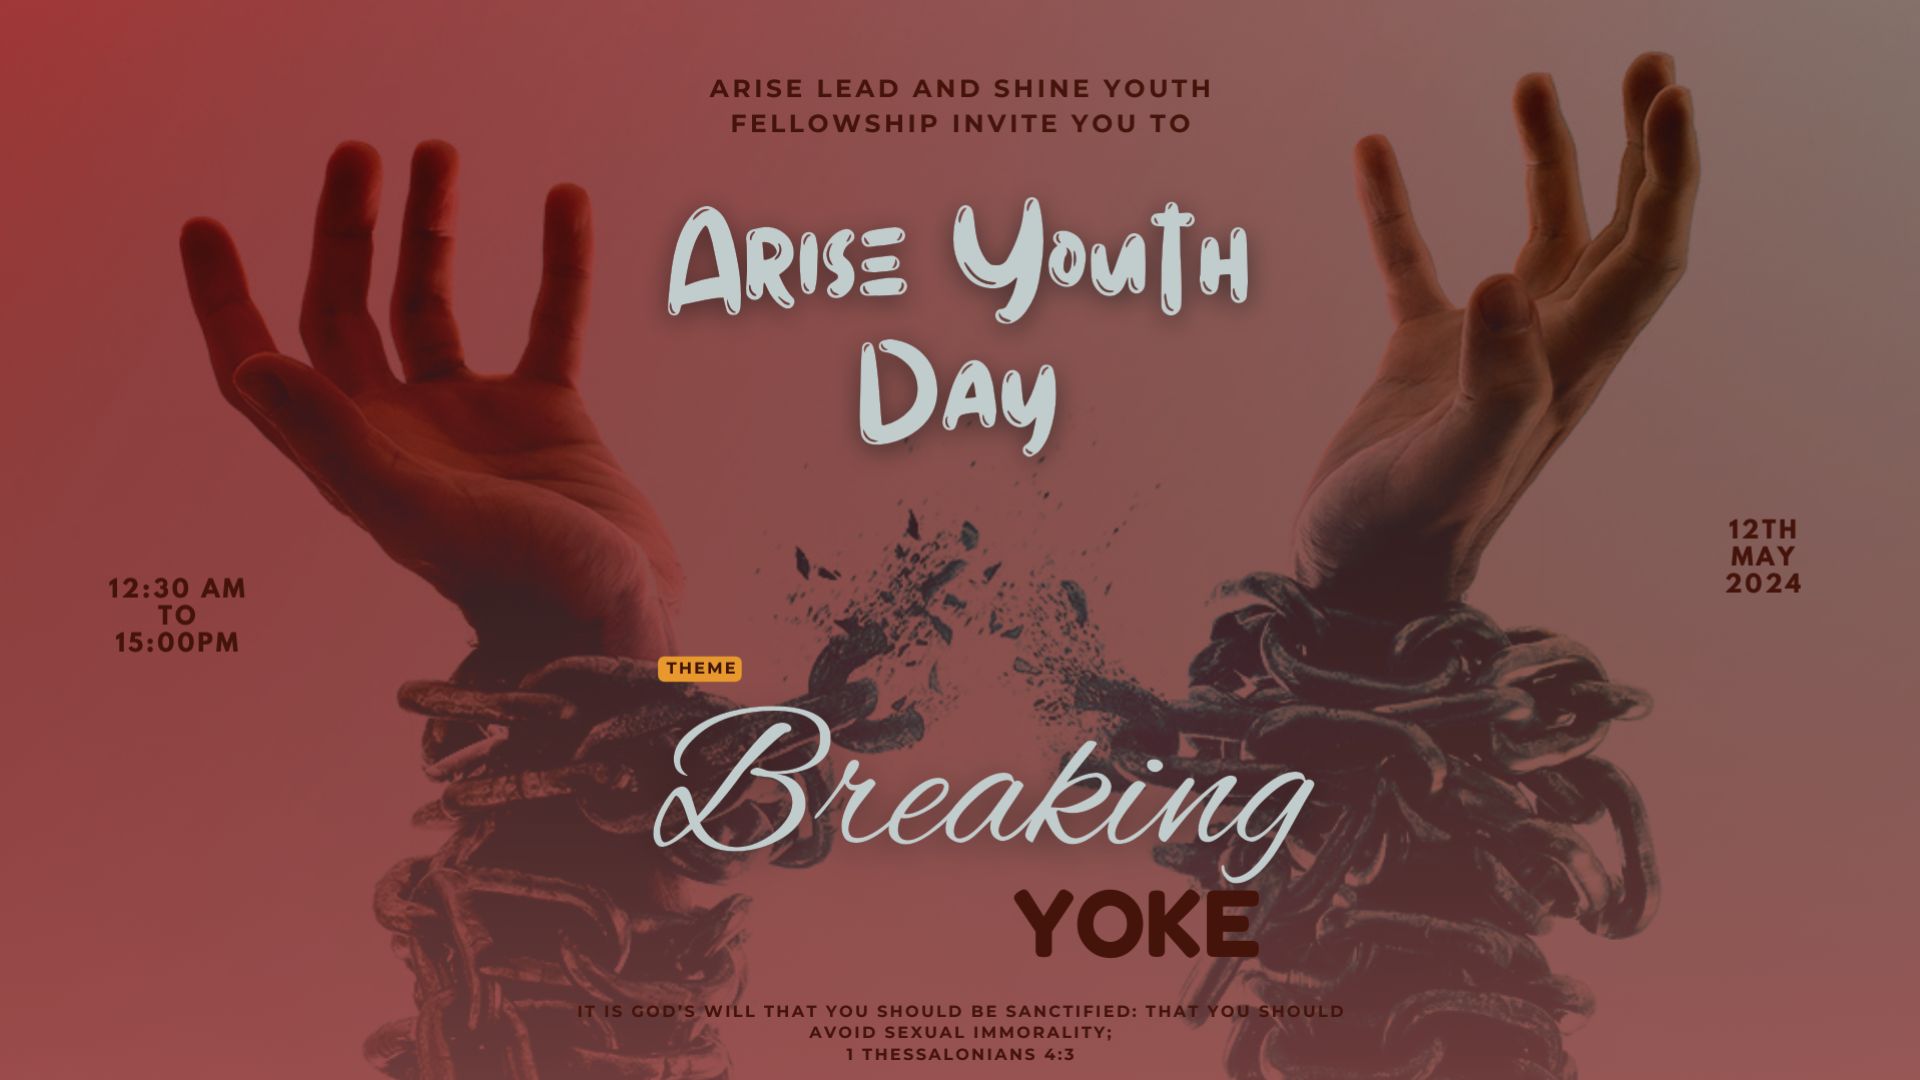 ARISE LEAD AND SHINE YOUTH
FELLOWSHIP INVITE YOU TO
ARISE YOUTH
DAY
12:30 AM
TO
15:00PM
12TH
MAY
2024
THEME
Breaking
YOKE
IT IS GOD'S WILL THAT YOU SHOULD BE SANCTIFIED: THAT YOU SHOULD
AVOID SEXUAL IMMORALITY;
1 THESSALONIANS 4:3